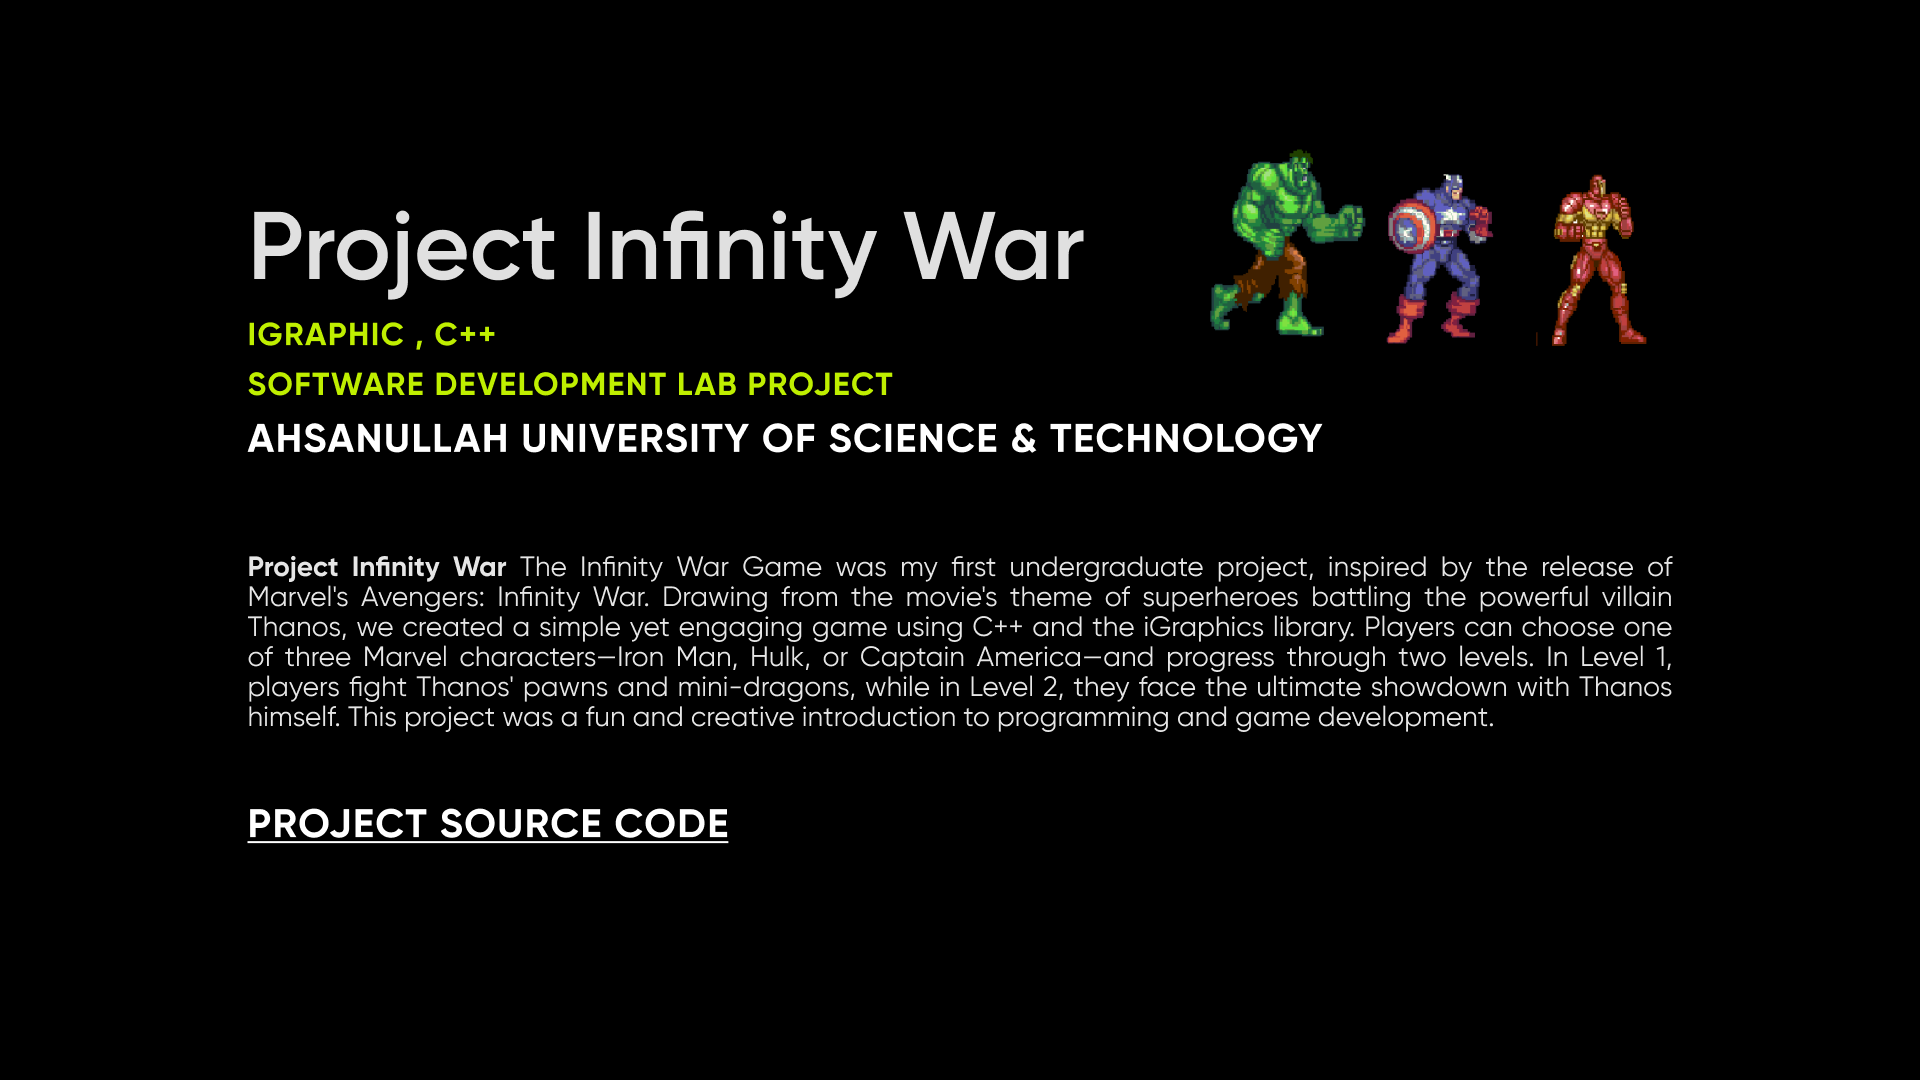 Project Infinity War
IGRAPHIC , C++
SOFTWARE DEVELOPMENT LAB PROJECT
AHSANULLAH UNIVERSITY OF SCIENCE & TECHNOLOGY
Project Infinity War The Infinity War Game was my first undergraduate project, inspired by the release of
Marvel's Avengers: Infinity War. Drawing from the movie's theme of superheroes battling the powerful villain
Thanos, we created a simple yet engaging game using C++ and the iGraphics library. Players can choose one
of three Marvel characters—Iron Man, Hulk, or Captain America—and progress through two levels. In Level 1,
players fight Thanos' pawns and mini-dragons, while in Level 2, they face the ultimate showdown with Thanos
himself. This project was a fun and creative introduction to programming and game development.
PROJECT SOURCE CODE